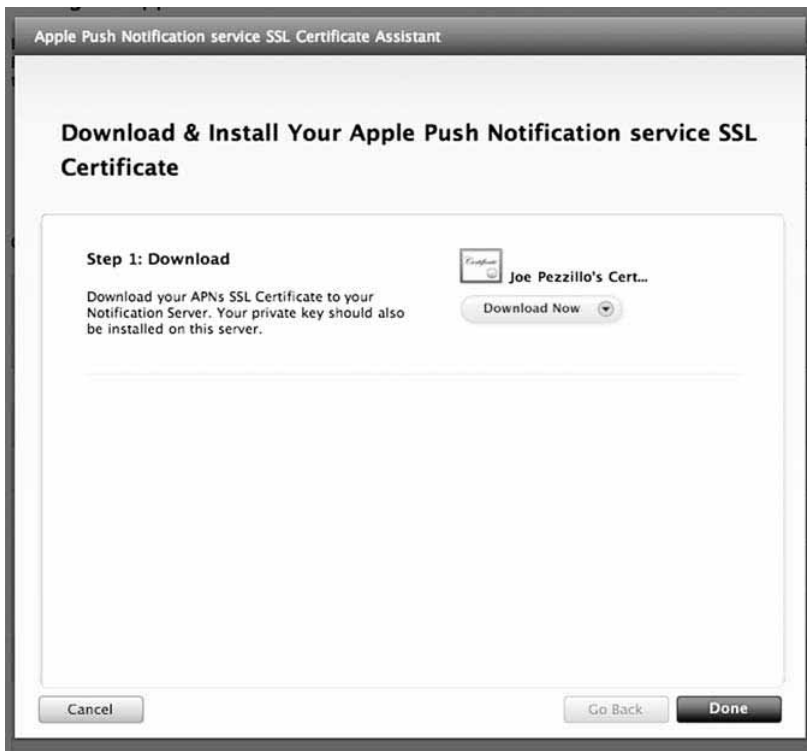 Apple Push Notification service SSL Certificate Assistant
Download & Install Your Apple Push Notification service SSL
Certificate
Step 1: Download
Download your APNs SSL Certificate to your
Notification Server. Your private key should also
be installed on this server.
Certificate
Joe Pezzillo's Cert...
Download Now
Cancel
Go Back
Done